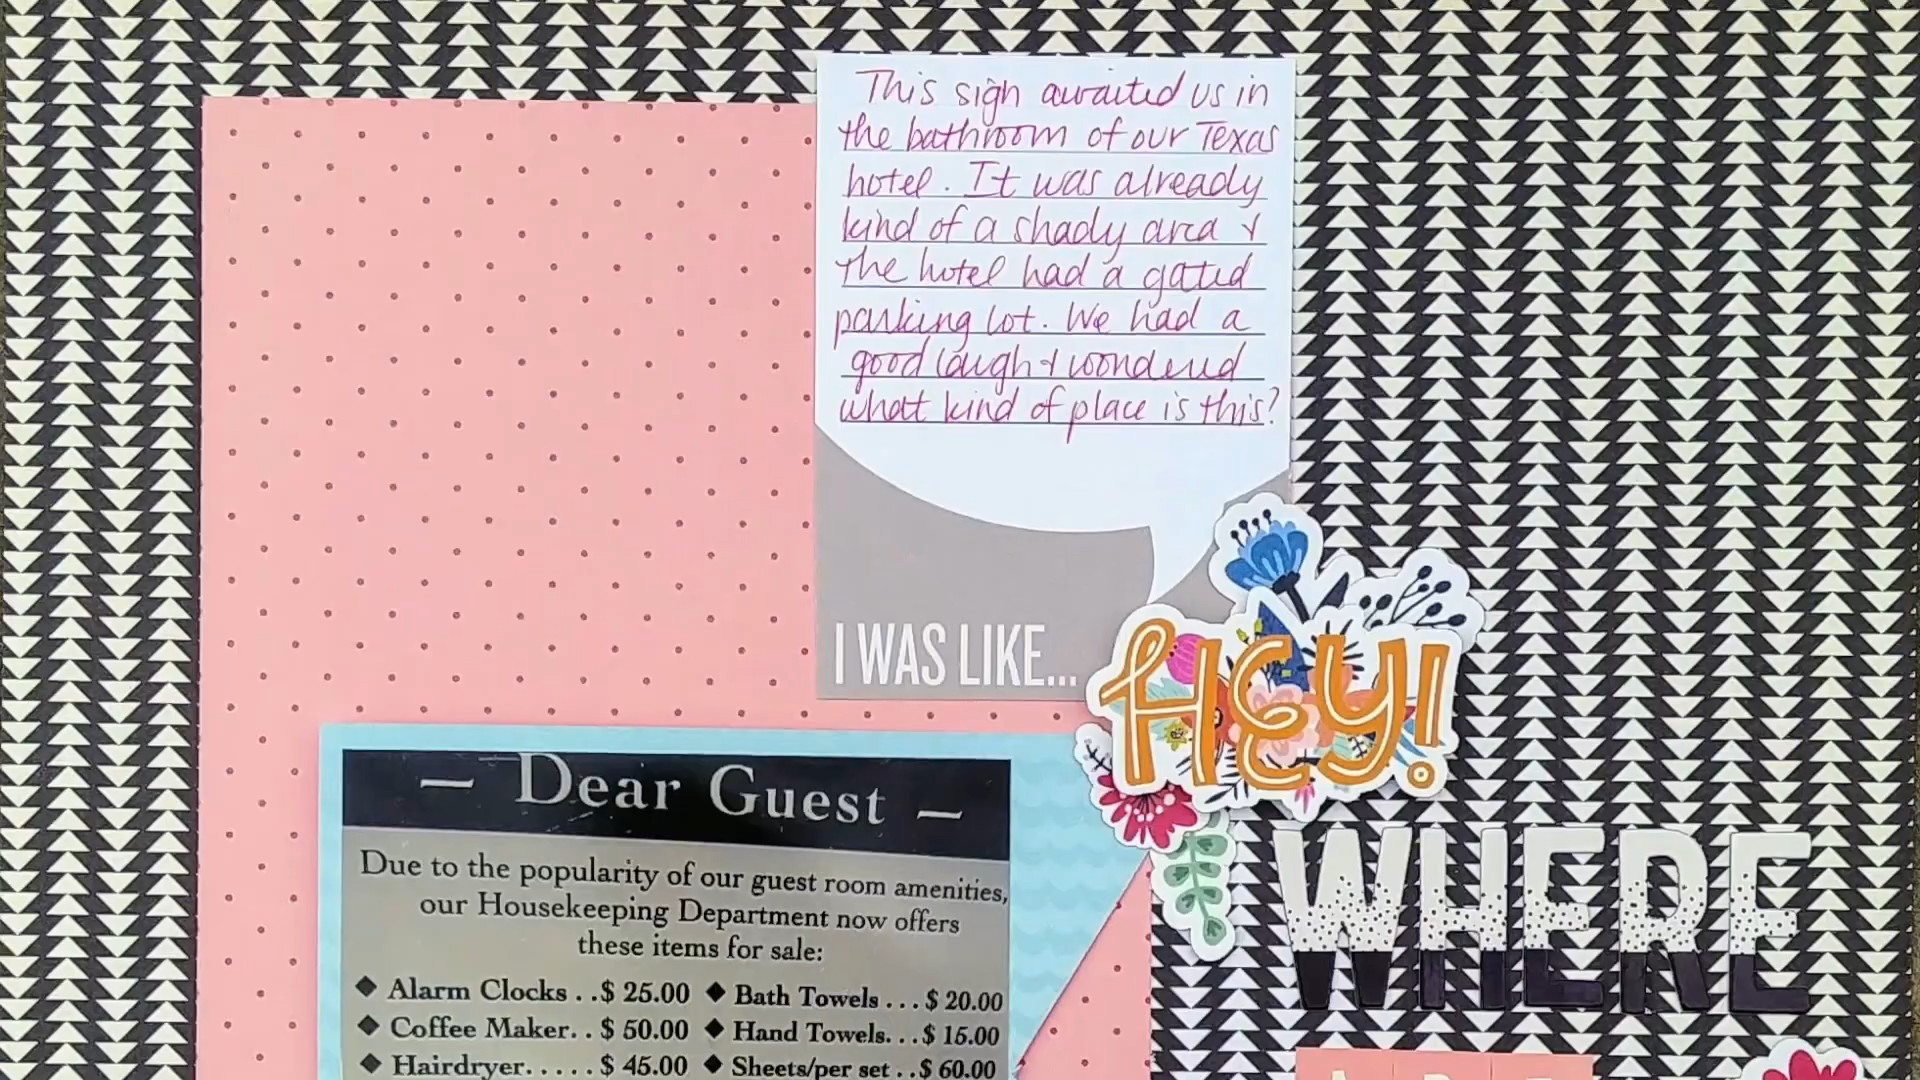 This sign awaited us in
the bathroom of our Texas
hotel. It was already
kind of a shady area &
the hotel had a gated
parking lot. We had a
good laugh & wondered
what kind of place is this?
I WAS LIKE...
HEY!
— Dear Guest —
Due to the popularity of our guest room amenities,
our Housekeeping Department now offers
these items for sale:
◆ Alarm Clocks . . $ 25.00 ◆ Bath Towels . . . $ 20.00
◆ Coffee Maker. . $ 50.00 ◆ Hand Towels. . . $ 15.00
◆ Hairdryer. . . . . $ 45.00 ◆ Sheets/per set . . $ 60.00
WHERE